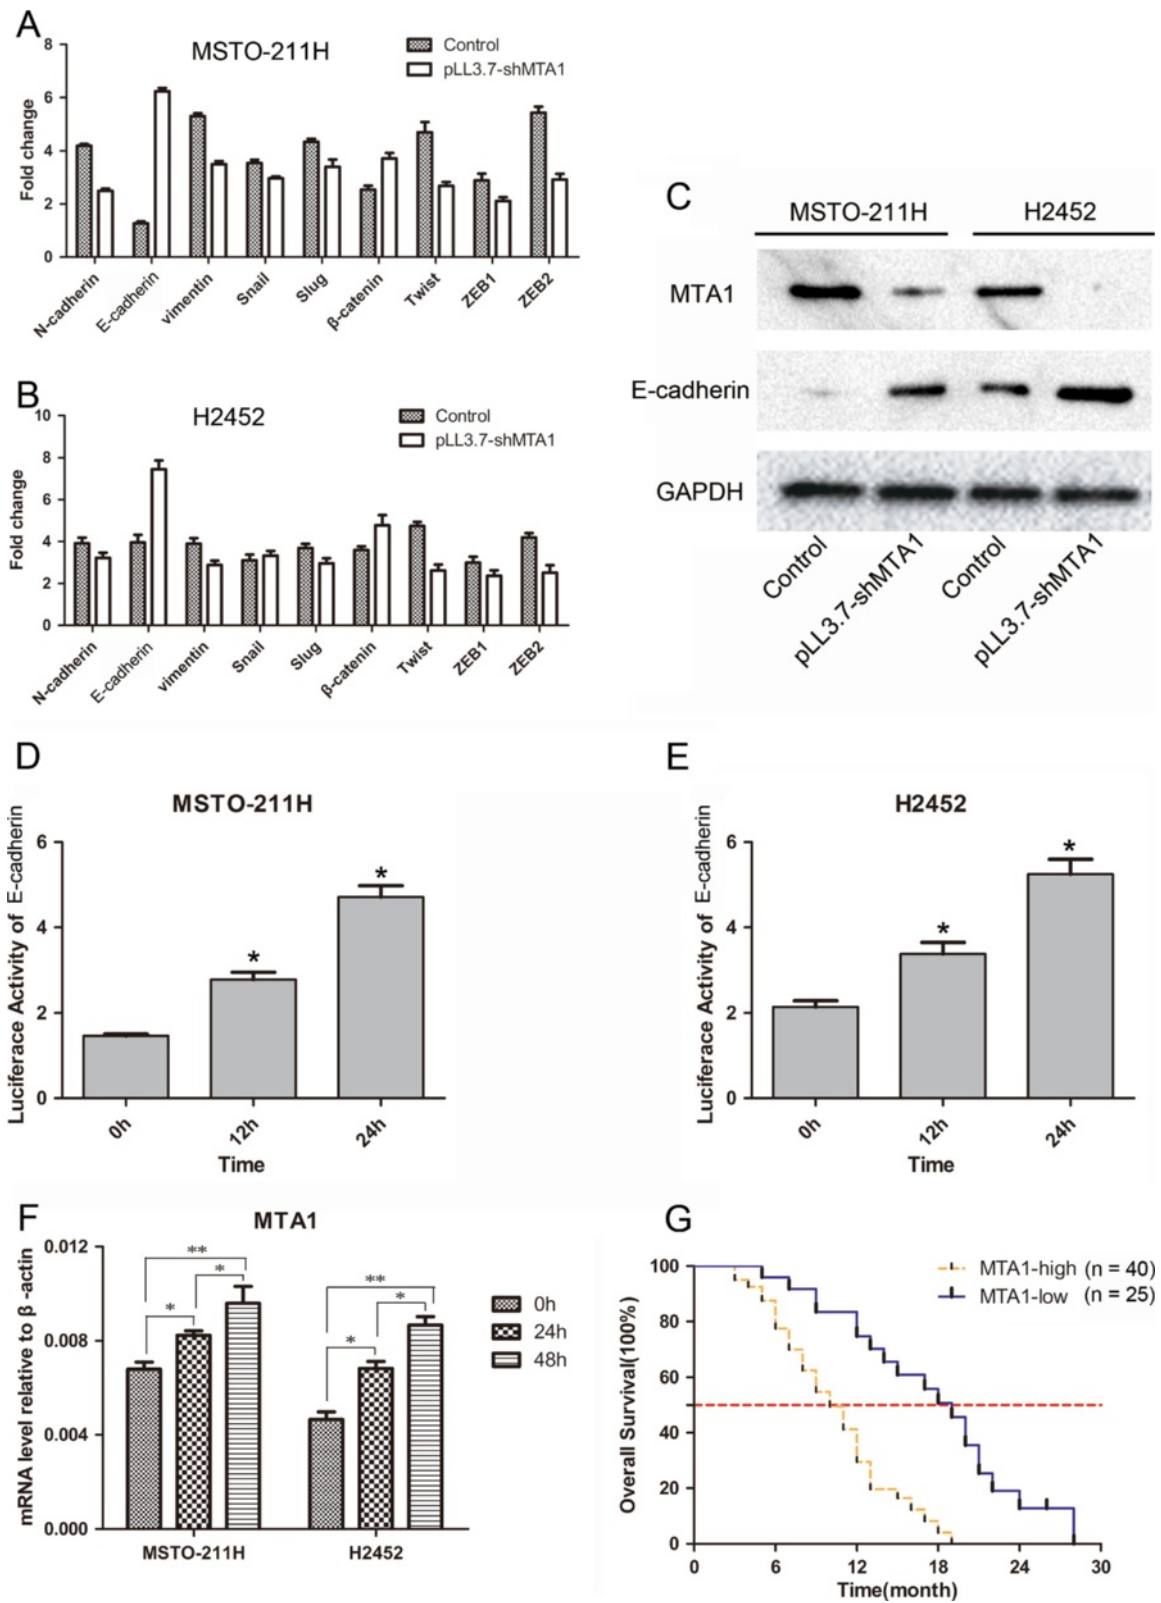 A
MSTO-211H
Control
pLL3.7-shMTA1
Fold change
8
6
4
2
0
N-cadherin
E-cadherin
vimentin
Snail
Slug
β-catenin
Twist
ZEB1
ZEB2
B
H2452
Control
pLL3.7-shMTA1
Fold change
10
8
6
4
2
0
N-cadherin
E-cadherin
vimentin
Snail
Slug
β-catenin
Twist
ZEB1
ZEB2
C
MSTO-211H
H2452
MTA1
E-cadherin
GAPDH
Control
pLL3.7-shMTA1
Control
pLL3.7-shMTA1
D
MSTO-211H
Luciferace Activity of E-cadherin
6
4
2
0
*
*
0h
12h
24h
Time
E
H2452
Luciferace Activity of E-cadherin
6
4
2
0
*
*
0h
12h
24h
Time
F
MTA1
mRNA level relative to β -actin
0.012
0.008
0.004
0.000
**
*
*
**
*
*
0h
24h
48h
MSTO-211H
H2452
G
MTA1-high (n = 40)
MTA1-low (n = 25)
Overall Survival(100%)
100
80
60
40
20
0
0
6
12
18
24
30
Time(month)